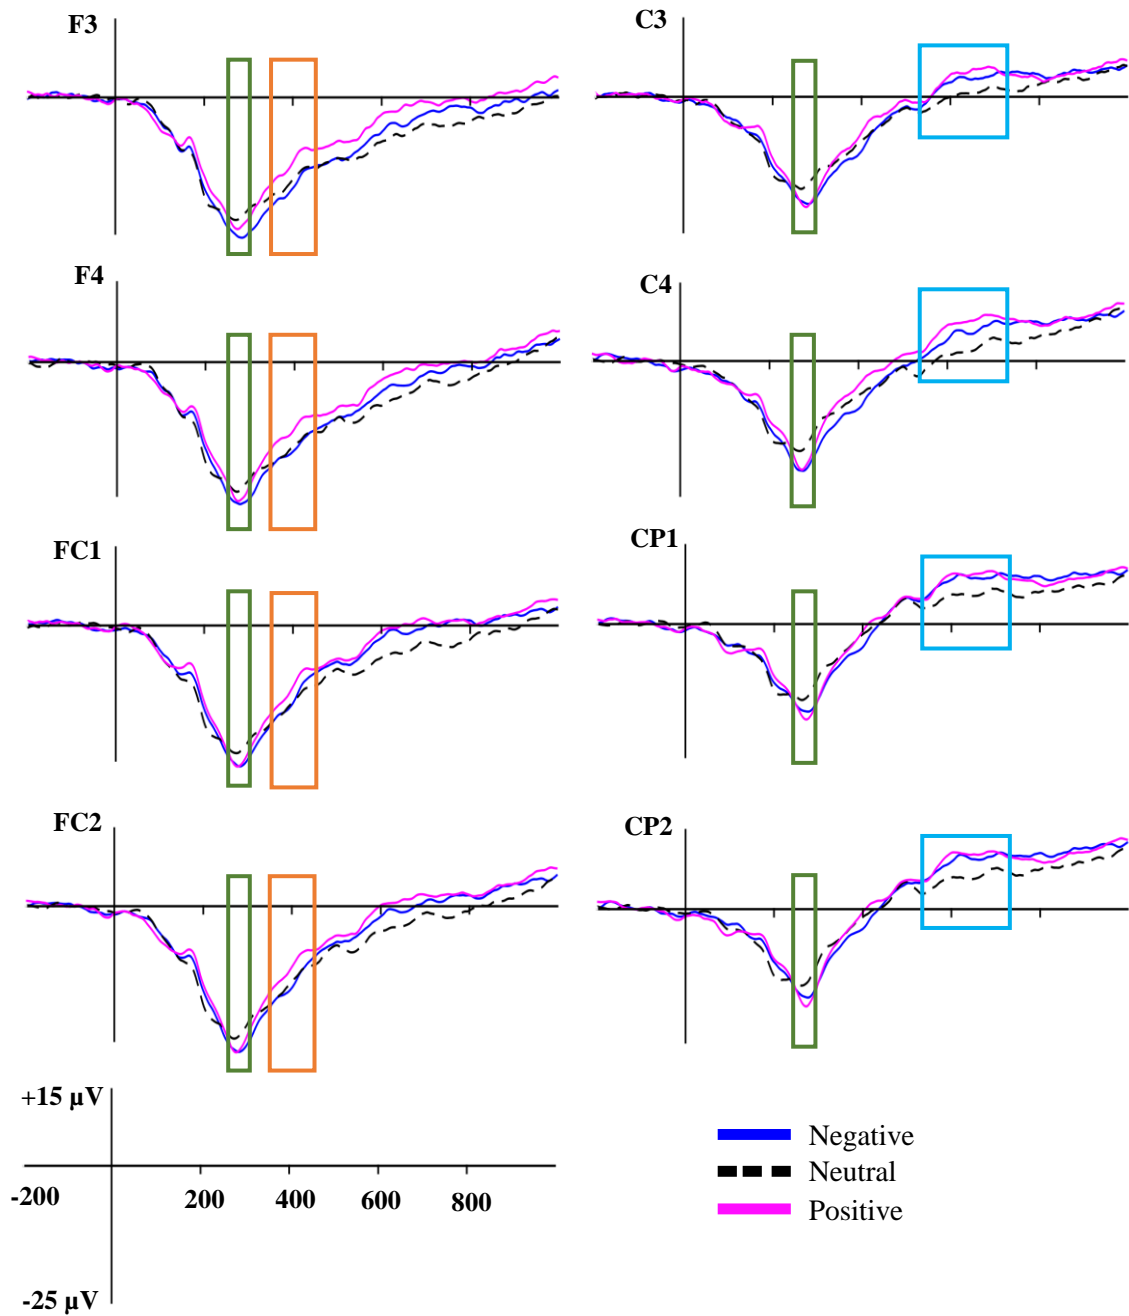 F3
C3
F4
C4
FC1
CP1
FC2
CP2
+15 µV
-200
200
400
600
800
-25 µV
Negative
Neutral
Positive